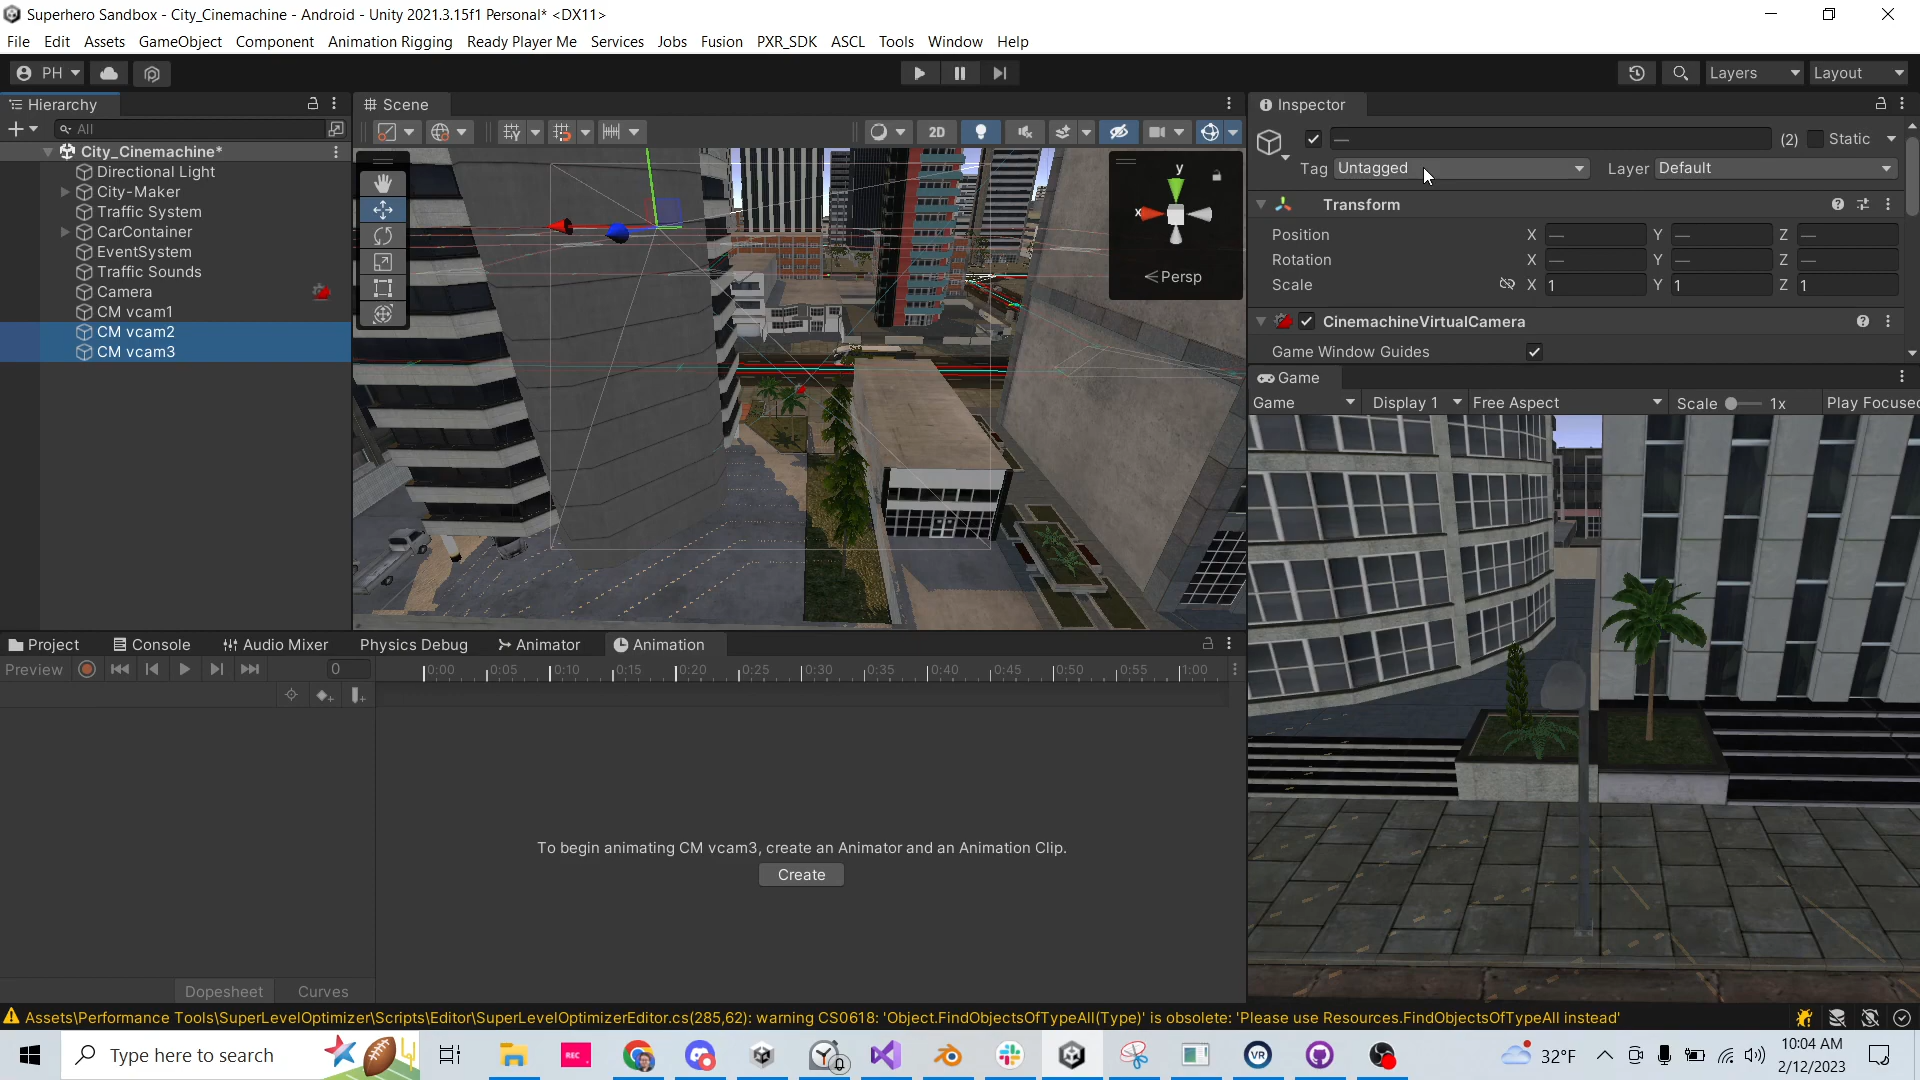 Superhero Sandbox - City_Cinemachine - Android - Unity 2021.3.15f1 Personal* <DX11>
File Edit Assets GameObject Component Animation Rigging Ready Player Me Services Jobs Fusion PXR_SDK ASCL Tools Window Help
PH Layers Layout
Hierarchy
All
City_Cinemachine*
Directional Light
City-Maker
Traffic System
CarContainer
EventSystem
Traffic Sounds
Camera
CM vcam1
CM vcam2
CM vcam3
Scene
2D
y
x
Persp
Inspector
— (2) Static
Tag Untagged Layer Default
Transform
Position X — Y — Z —
Rotation X — Y — Z —
Scale X 1 Y 1 Z 1
CinemachineVirtualCamera
Game Window Guides
Game
Game Display 1 Free Aspect Scale 1x Play Focused
Project Console Audio Mixer Physics Debug Animator Animation
Preview 0 0:00 0:05 0:10 0:15 0:20 0:25 0:30 0:35 0:40 0:45 0:50 0:55 1:00
To begin animating CM vcam3, create an Animator and an Animation Clip.
Create
Dopesheet Curves
Assets\Performance Tools\SuperLevelOptimizer\Scripts\Editor\SuperLevelOptimizerEditor.cs(285,62): warning CS0618: 'Object.FindObjectsOfTypeAll(Type)' is obsolete: 'Please use Resources.FindObjectsOfTypeAll instead'
Type here to search
REC
VR
32°F
10:04 AM
2/12/2023